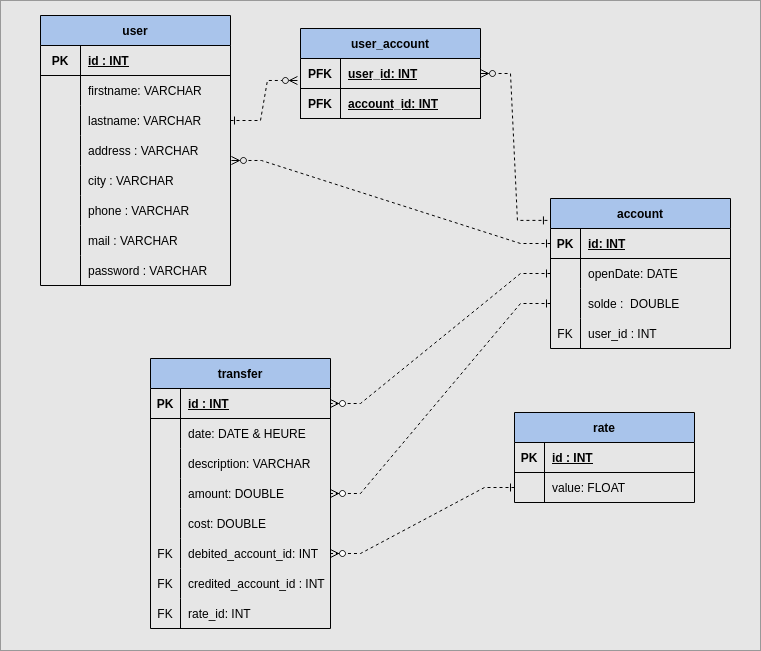 user
PK id : INT
firstname: VARCHAR
lastname: VARCHAR
address : VARCHAR
city : VARCHAR
phone : VARCHAR
mail : VARCHAR
password : VARCHAR
user_account
PFK user_id: INT
PFK account_id: INT
account
PK id: INT
openDate: DATE
solde : DOUBLE
FK user_id : INT
transfer
PK id : INT
date: DATE & HEURE
description: VARCHAR
amount: DOUBLE
cost: DOUBLE
FK debited_account_id: INT
FK credited_account_id : INT
FK rate_id: INT
rate
PK id : INT
value: FLOAT